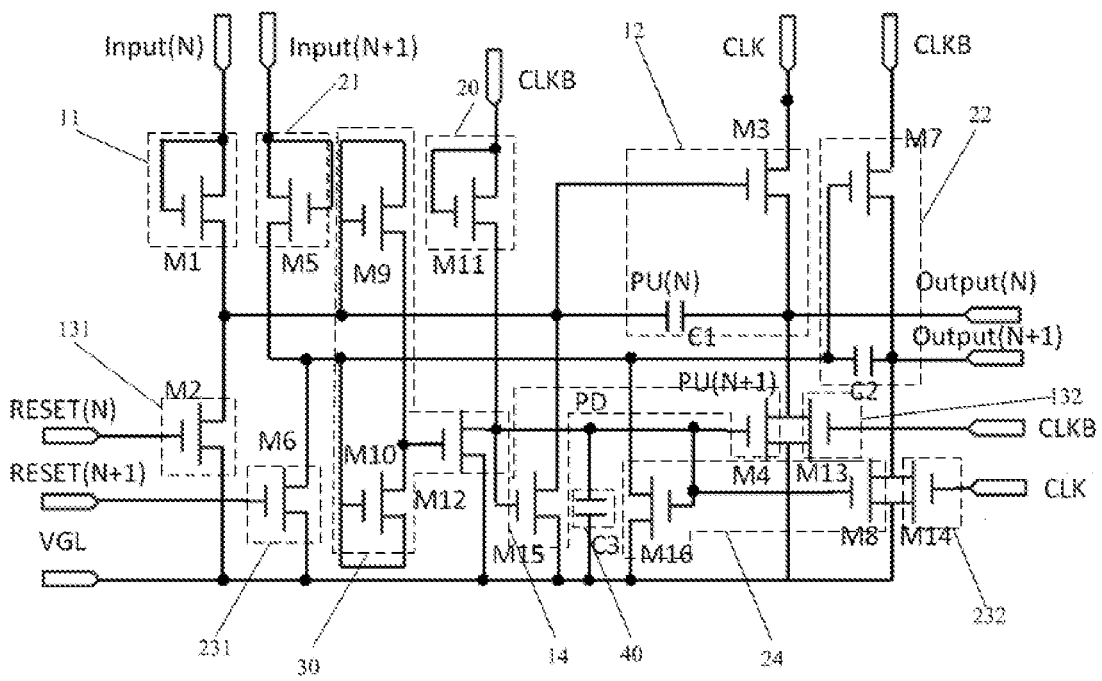 Input(N)
Input(N+1)
CLKB
12
CLK
CLKB
11
21
20
M3
M7
22
M1
M5
M9
M11
PU(N)
C1
Output(N)
Output(N+1)
131
M2
PU(N+1)
C2
132
RESET(N)
PD
CLKB
M6
M10
M4
M13
RESET(N+1)
M12
CLK
VGL
M15
C3
M16
M8
M14
231
30
14
40
24
232